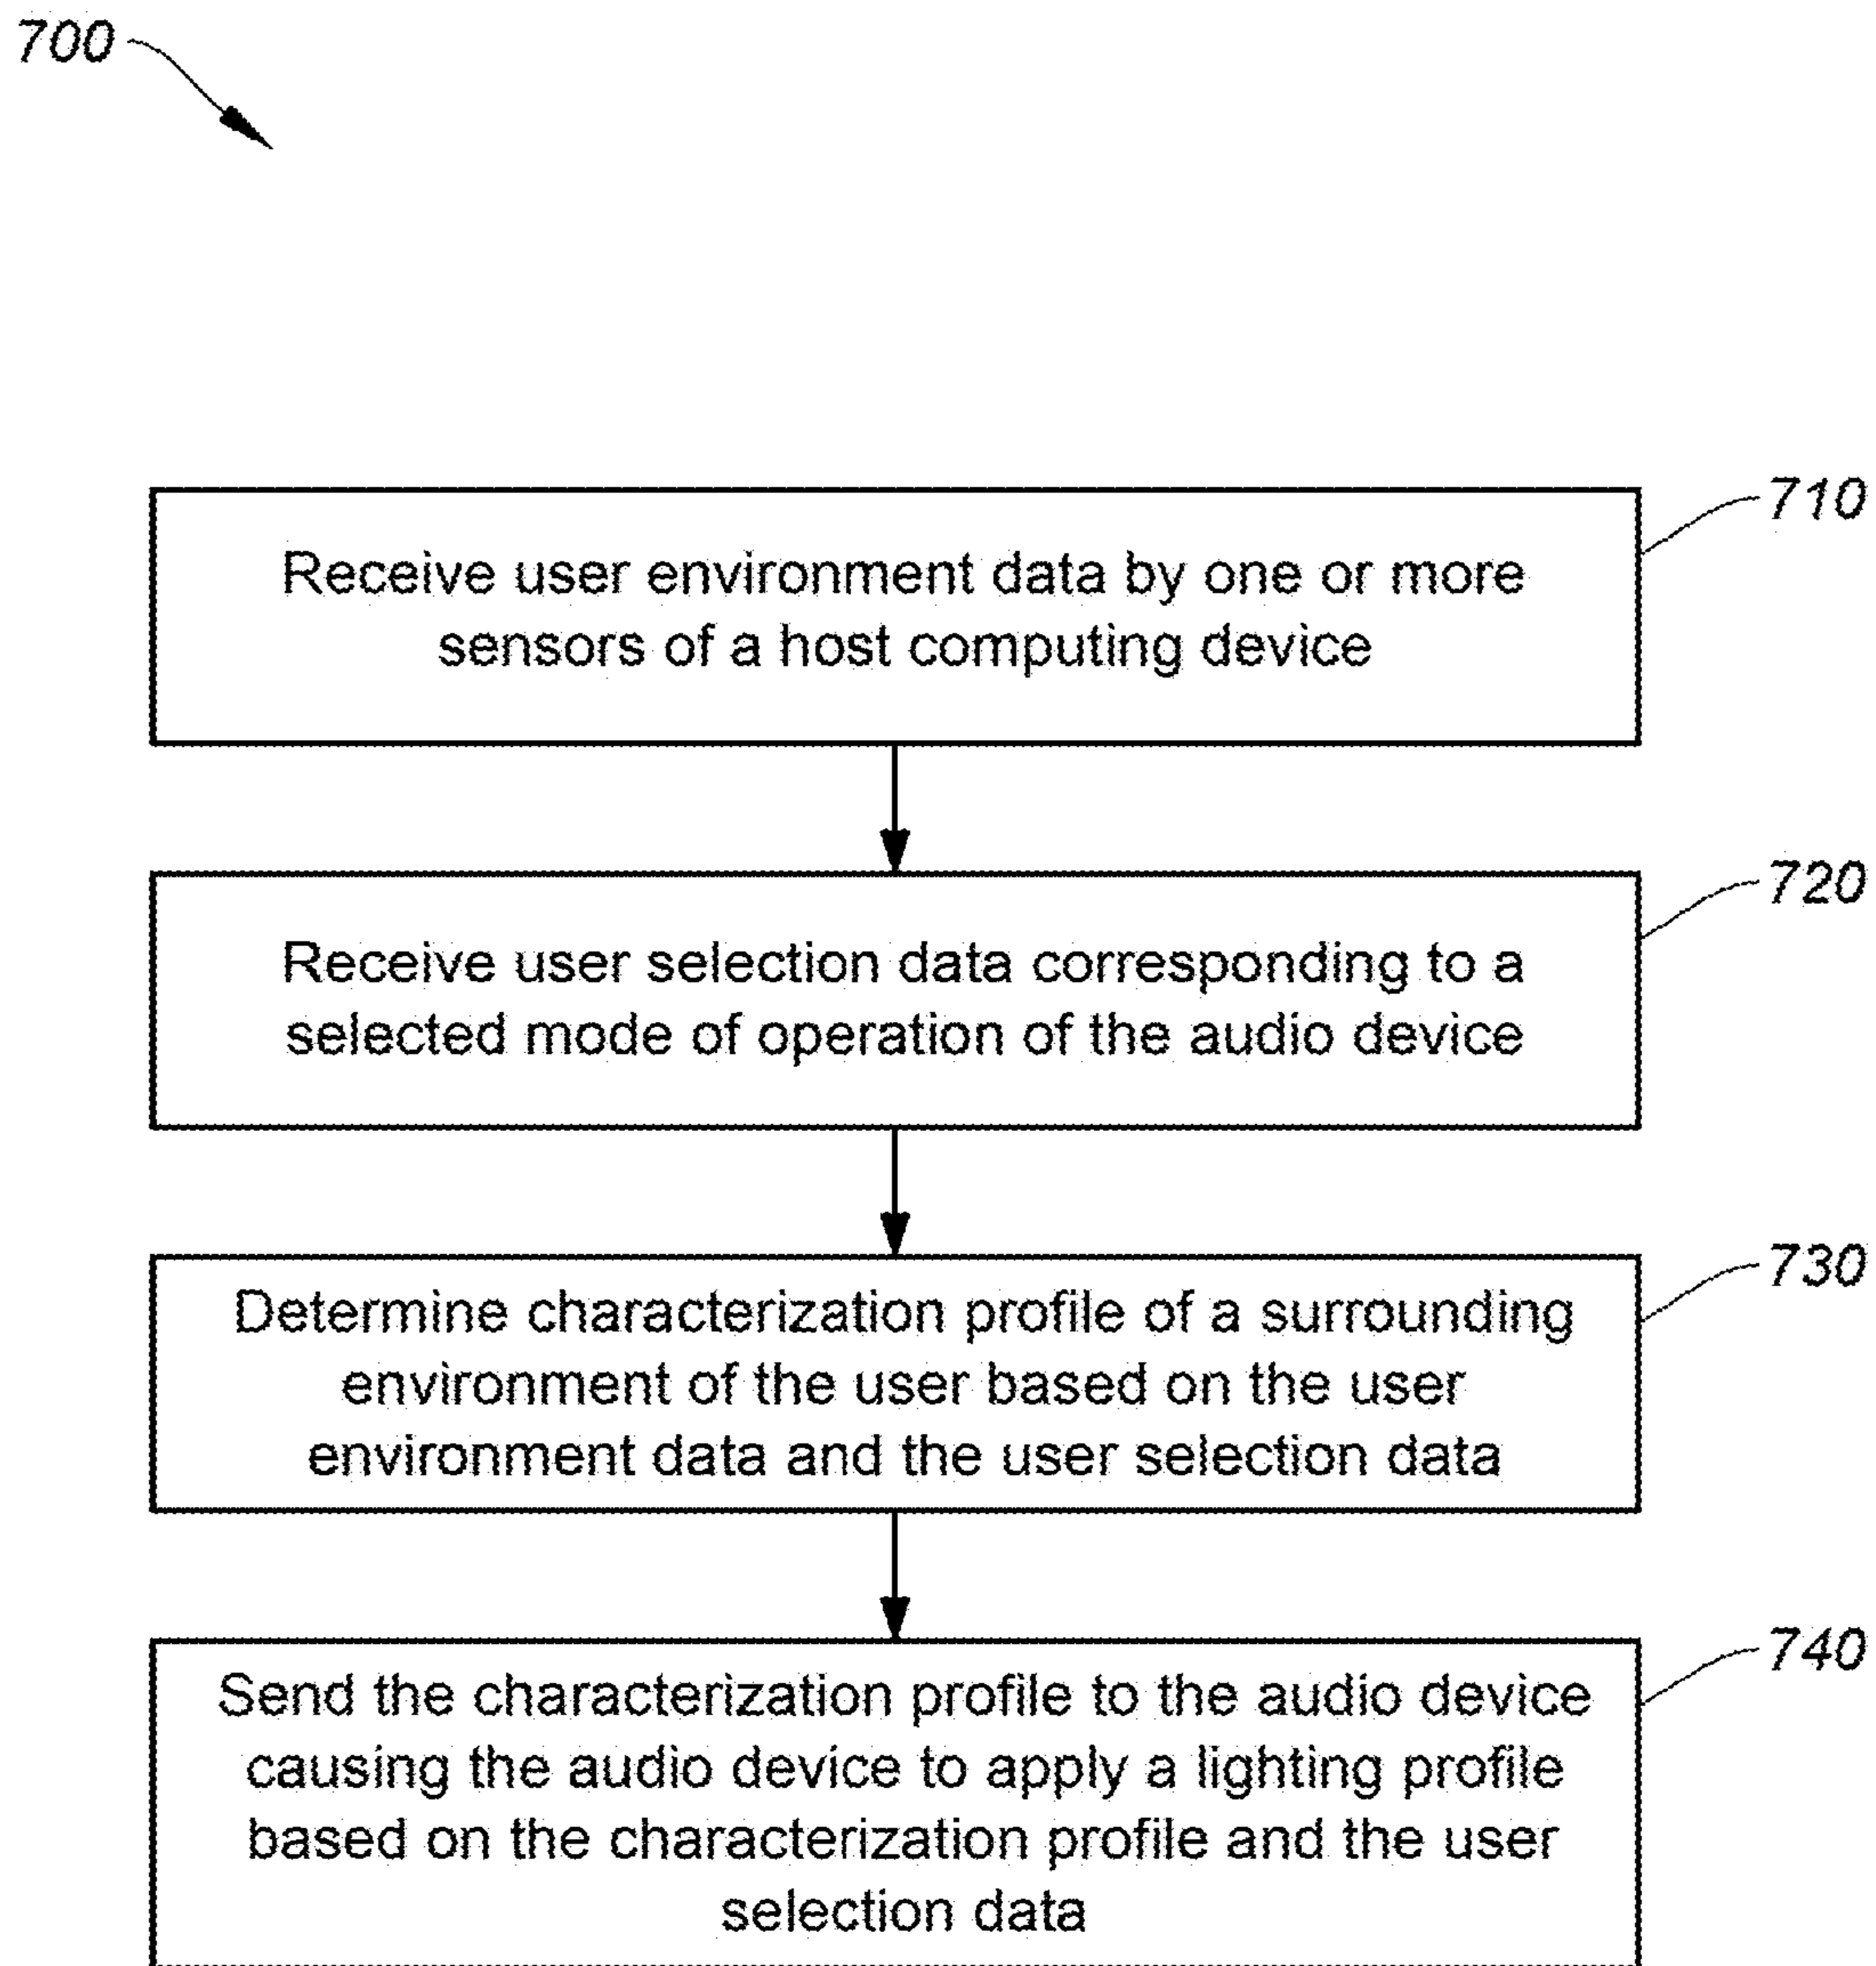 700
710
Receive user environment data by one or more
sensors of a host computing device
720
Receive user selection data corresponding to a
selected mode of operation of the audio device
730
Determine characterization profile of a surrounding
environment of the user based on the user
environment data and the user selection data
740
Send the characterization profile to the audio device
causing the audio device to apply a lighting profile
based on the characterization profile and the user
selection data